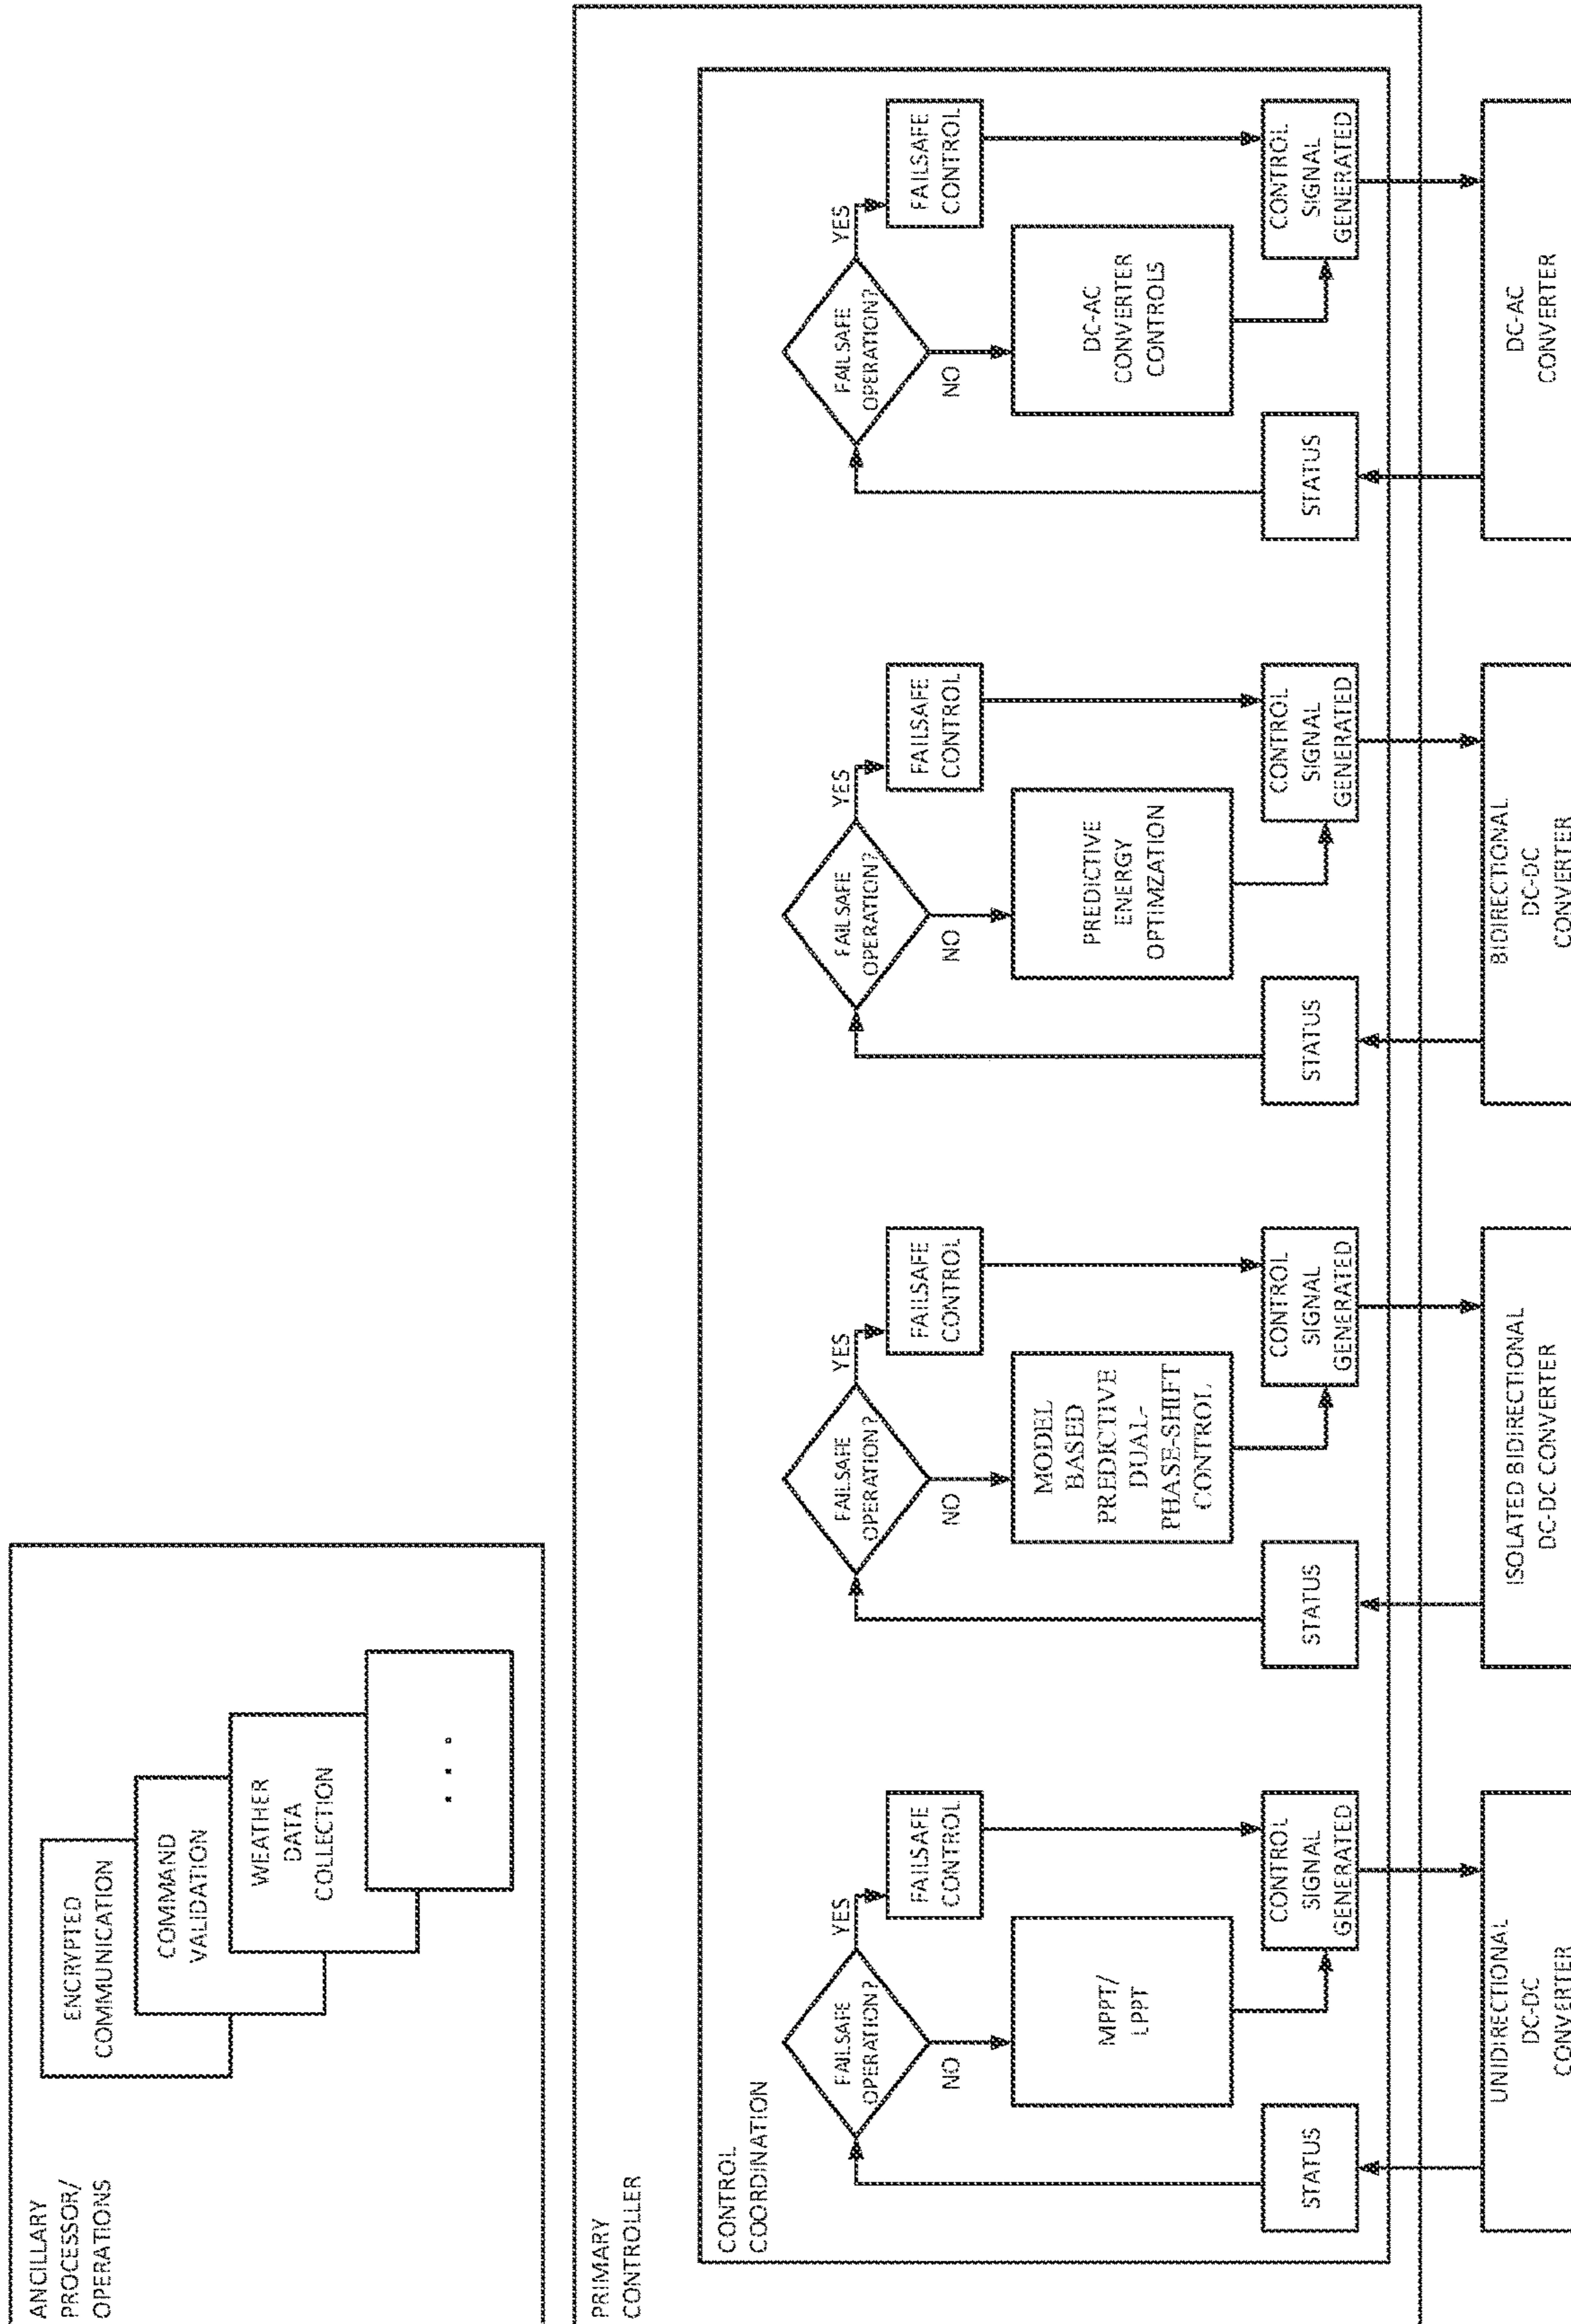 ANCILLARY
PROCESSOR/
OPERATIONS
ENCRYPTED
COMMUNICATION
COMMAND
VALIDATION
WEATHER
DATA
COLLECTION
PRIMARY
CONTROLLER
CONTROL
COORDINATION
FAILSAFE
OPERATION?
YES
FAILSAFE
CONTROL
NO
MPPT/
LPPT
STATUS
CONTROL
SIGNAL
GENERATED
UNIDIRECTIONAL
DC-DC
CONVERTER
FAILSAFE
OPERATION?
YES
FAILSAFE
CONTROL
NO
MODEL
BASED
PREDICTIVE
DUAL-
PHASE-SHIFT
CONTROL
STATUS
CONTROL
SIGNAL
GENERATED
ISOLATED BIDIRECTIONAL
DC-DC CONVERTER
FAILSAFE
OPERATION?
YES
FAILSAFE
CONTROL
NO
PREDICTIVE
ENERGY
OPTIMZATION
STATUS
CONTROL
SIGNAL
GENERATED
BIDIRECTIONAL
DC-DC
CONVERTER
FAILSAFE
OPERATION?
YES
FAILSAFE
CONTROL
NO
DC-AC
CONVERTER
CONTROLS
STATUS
CONTROL
SIGNAL
GENERATED
DC-AC
CONVERTER